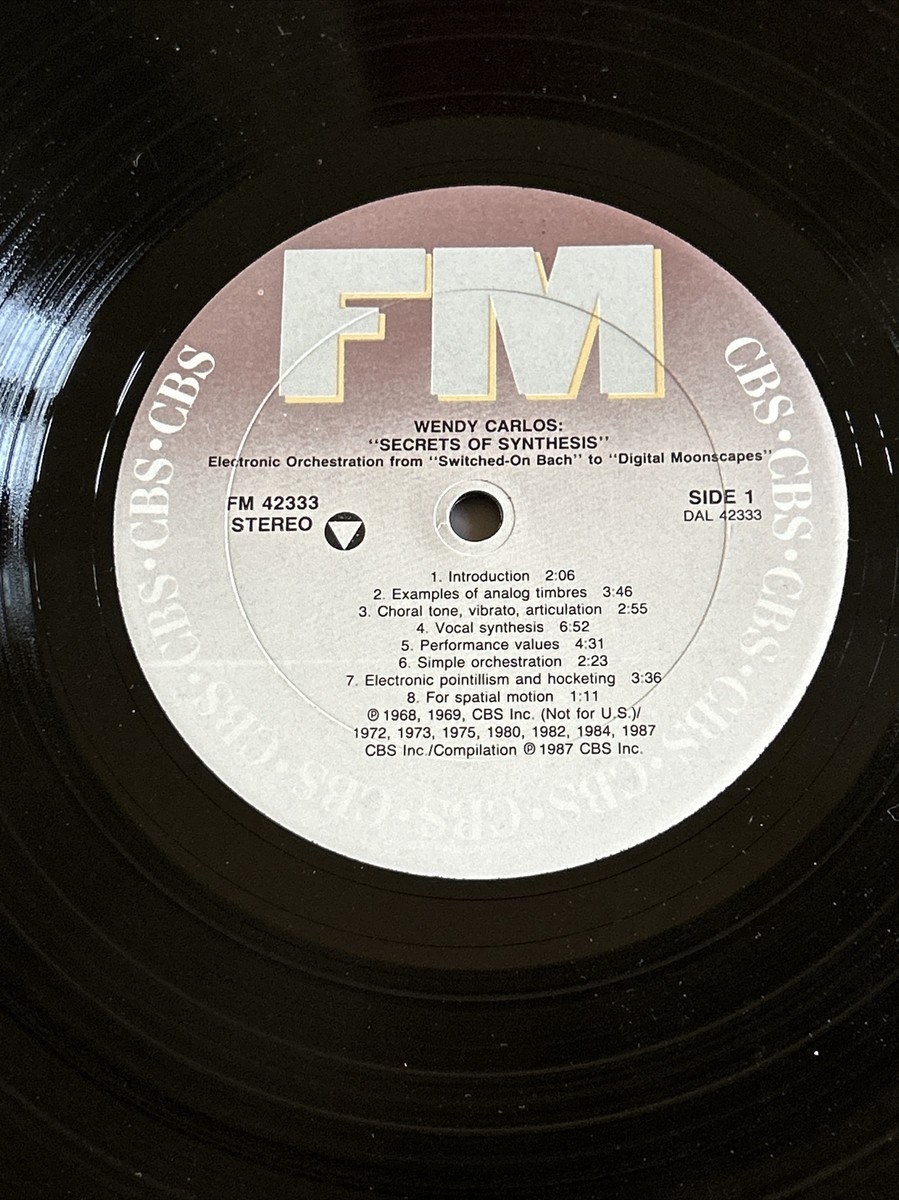 FM
WENDY CARLOS:
"SECRETS OF SYNTHESIS"
Electronic Orchestration from "Switched-On Bach" to "Digital Moonscapes"
FM 42333
STEREO
SIDE 1
DAL 42333
1. Introduction 2:06
2. Examples of analog timbres 3:46
3. Choral tone, vibrato, articulation 2:55
4. Vocal synthesis 6:52
5. Performance values 4:31
6. Simple orchestration 2:23
7. Electronic pointillism and hocketing 3:36
8. For spatial motion 1:11
℗ 1968, 1969, CBS Inc. (Not for U.S.)/
1972, 1973, 1975, 1980, 1982, 1984, 1987
CBS Inc./Compilation ℗ 1987 CBS Inc.
CBS · CBS · CBS · CBS · CBS · CBS · CBS · CBS · CBS · CBS · CBS · CBS